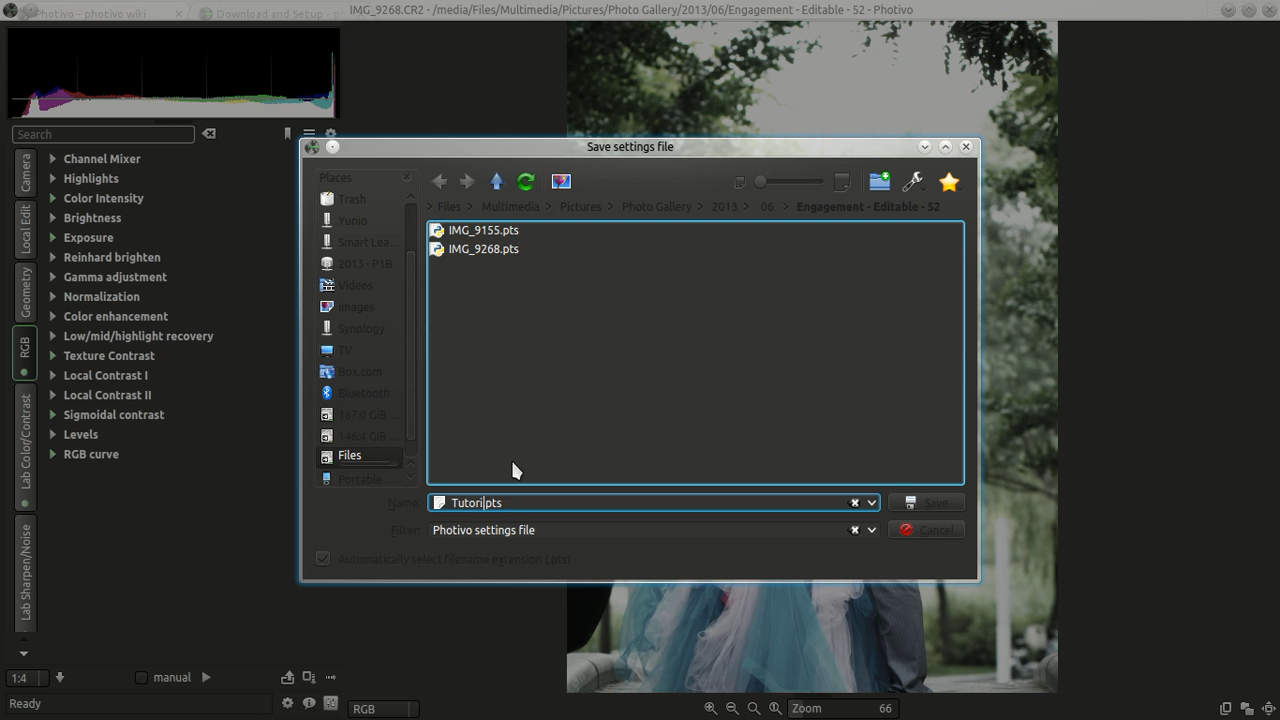 Photivo - photivo wiki
Download and Setup - Photivo
IMG_9268.CR2 - /media/Files/Multimedia/Pictures/Photo Gallery/2013/06/Engagement - Editable - 52 - Photivo
Search
Camera
Local Edit
Geometry
RGB
Lab Color/Contrast
Lab Sharpen/Noise
Channel Mixer
Highlights
Color Intensity
Brightness
Exposure
Reinhard brighten
Gamma adjustment
Normalization
Color enhancement
Low/mid/highlight recovery
Texture Contrast
Local Contrast I
Local Contrast II
Sigmoidal contrast
Levels
RGB curve
Save settings file
Places
Trash
Yunio
Smart Lea...
2013 - P1B
Videos
Images
Synology
TV
Box.com
Bluetooth
167.0 GiB ...
146.4 GiB ...
Files
Portable ...
> Files > Multimedia > Pictures > Photo Gallery > 2013 > 06 > Engagement - Editable - 52
IMG_9155.pts
IMG_9268.pts
Name: Tutori pts Save
Filter: Photivo settings file Cancel
Automatically select filename extension (.pts)
1:4 manual
Ready RGB Zoom 66